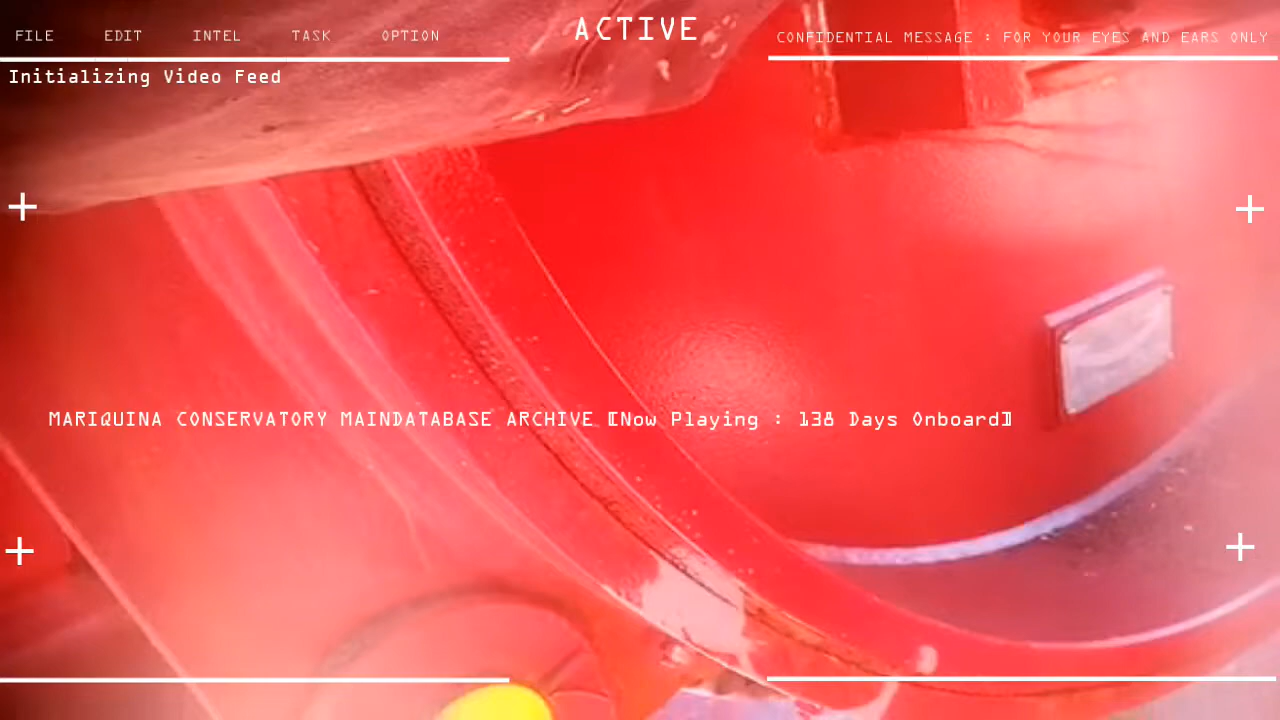 FILE EDIT INTEL TASK OPTION
ACTIVE
CONFIDENTIAL MESSAGE : FOR YOUR EYES AND EARS ONLY
Initializing Video Feed
MARIQUINA CONSERVATORY MAINDATABASE ARCHIVE [Now Playing : 138 Days Onboard]